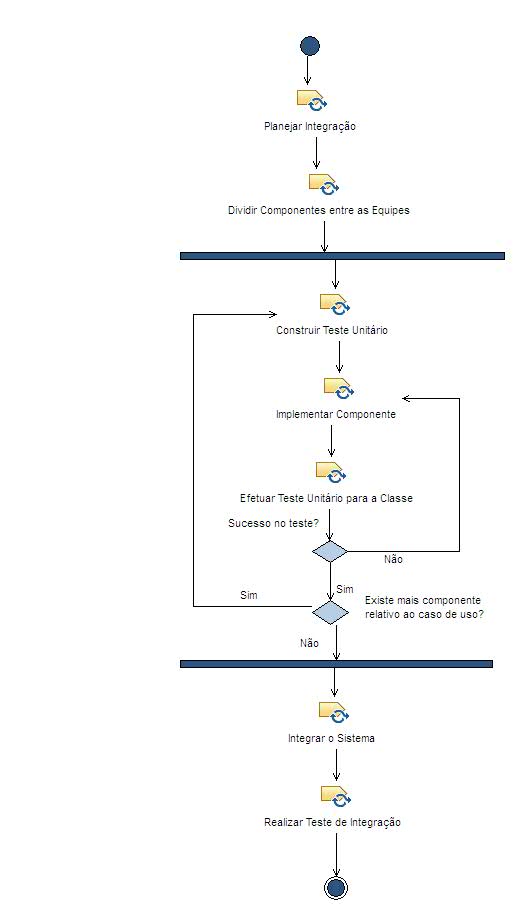 Planejar Integração
Dividir Componentes entre as Equipes
Construir Teste Unitário
Implementar Componente
Efetuar Teste Unitário para a Classe
Sucesso no teste?
Não
Sim
Sim
Existe mais componente
relativo ao caso de uso?
Não
Integrar o Sistema
Realizar Teste de Integração